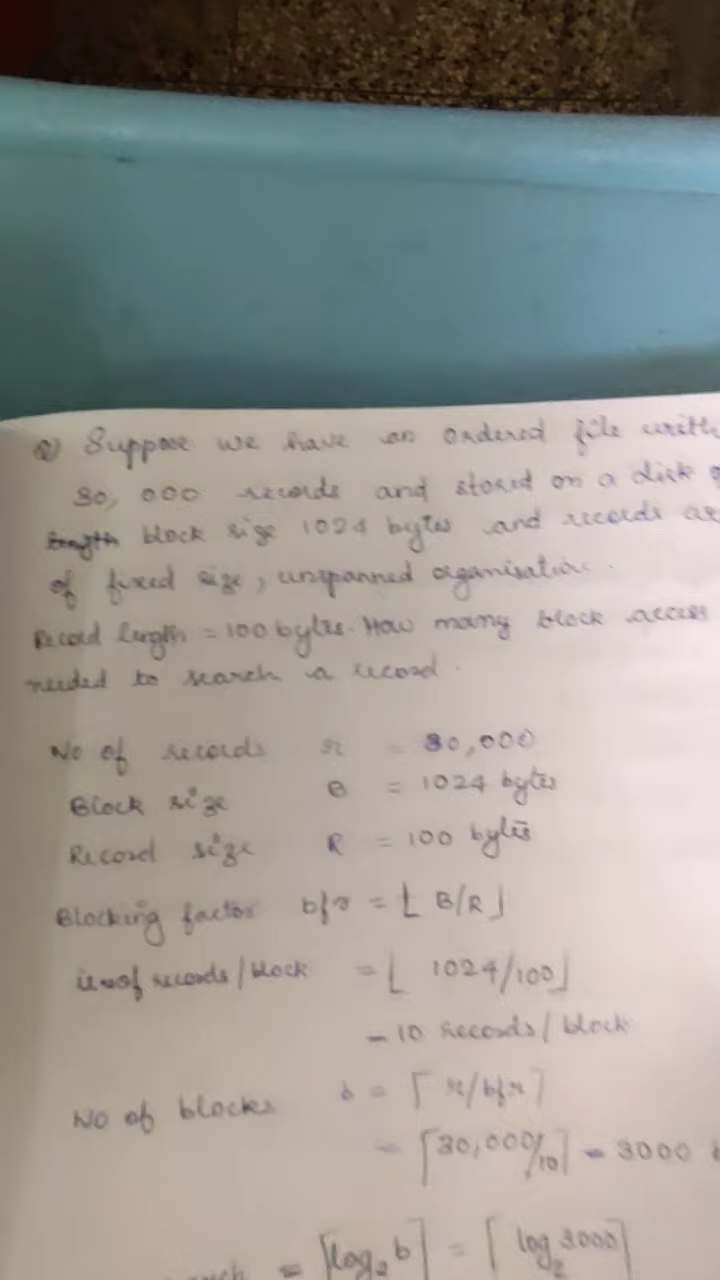 Q) Suppose we have an ordered file with
30,000 records and stored on a disk
block size 1024 bytes and records ar
of fixed size, unspanned organisation.
Record length = 100 bytes. How many block access
needed to search a record.
No of records r = 30,000
Block size B = 1024 bytes
Record size R = 100 bytes
Blocking factor bfr = ⌊ B/R ⌋
i.e no of records/block = ⌊ 1024/100 ⌋
= 10 records/block
No of blocks b = ⌈ r/bfr ⌉
= ⌈30,000/10⌉ = 3000
= ⌈log₂ b⌉ = ⌈ log₂ 3000⌉